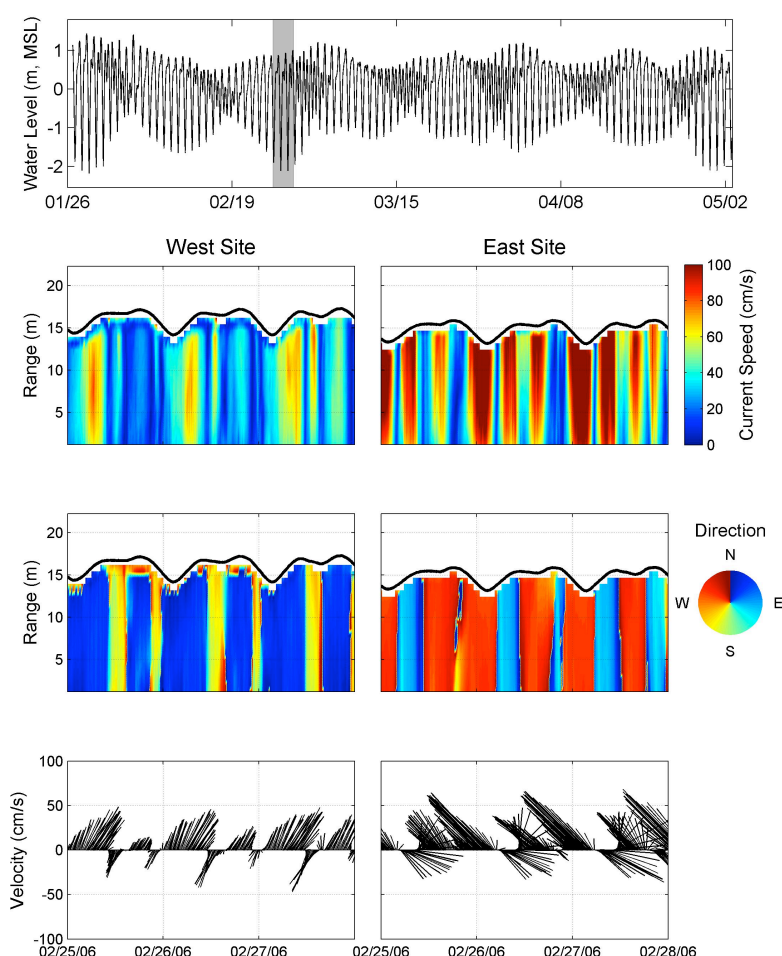 Water Level (m, MSL)
1
0
-1
-2
01/26 02/19 03/15 04/08 05/02
West Site East Site
Range (m)
20
15
10
5
100
80
60
40
20
0
Current Speed (cm/s)
Range (m)
20
15
10
5
Direction
N
W E
S
Velocity (cm/s)
100
50
0
-50
-100
02/25/06 02/26/06 02/27/06 02/25/06 02/26/06 02/27/06 02/28/06